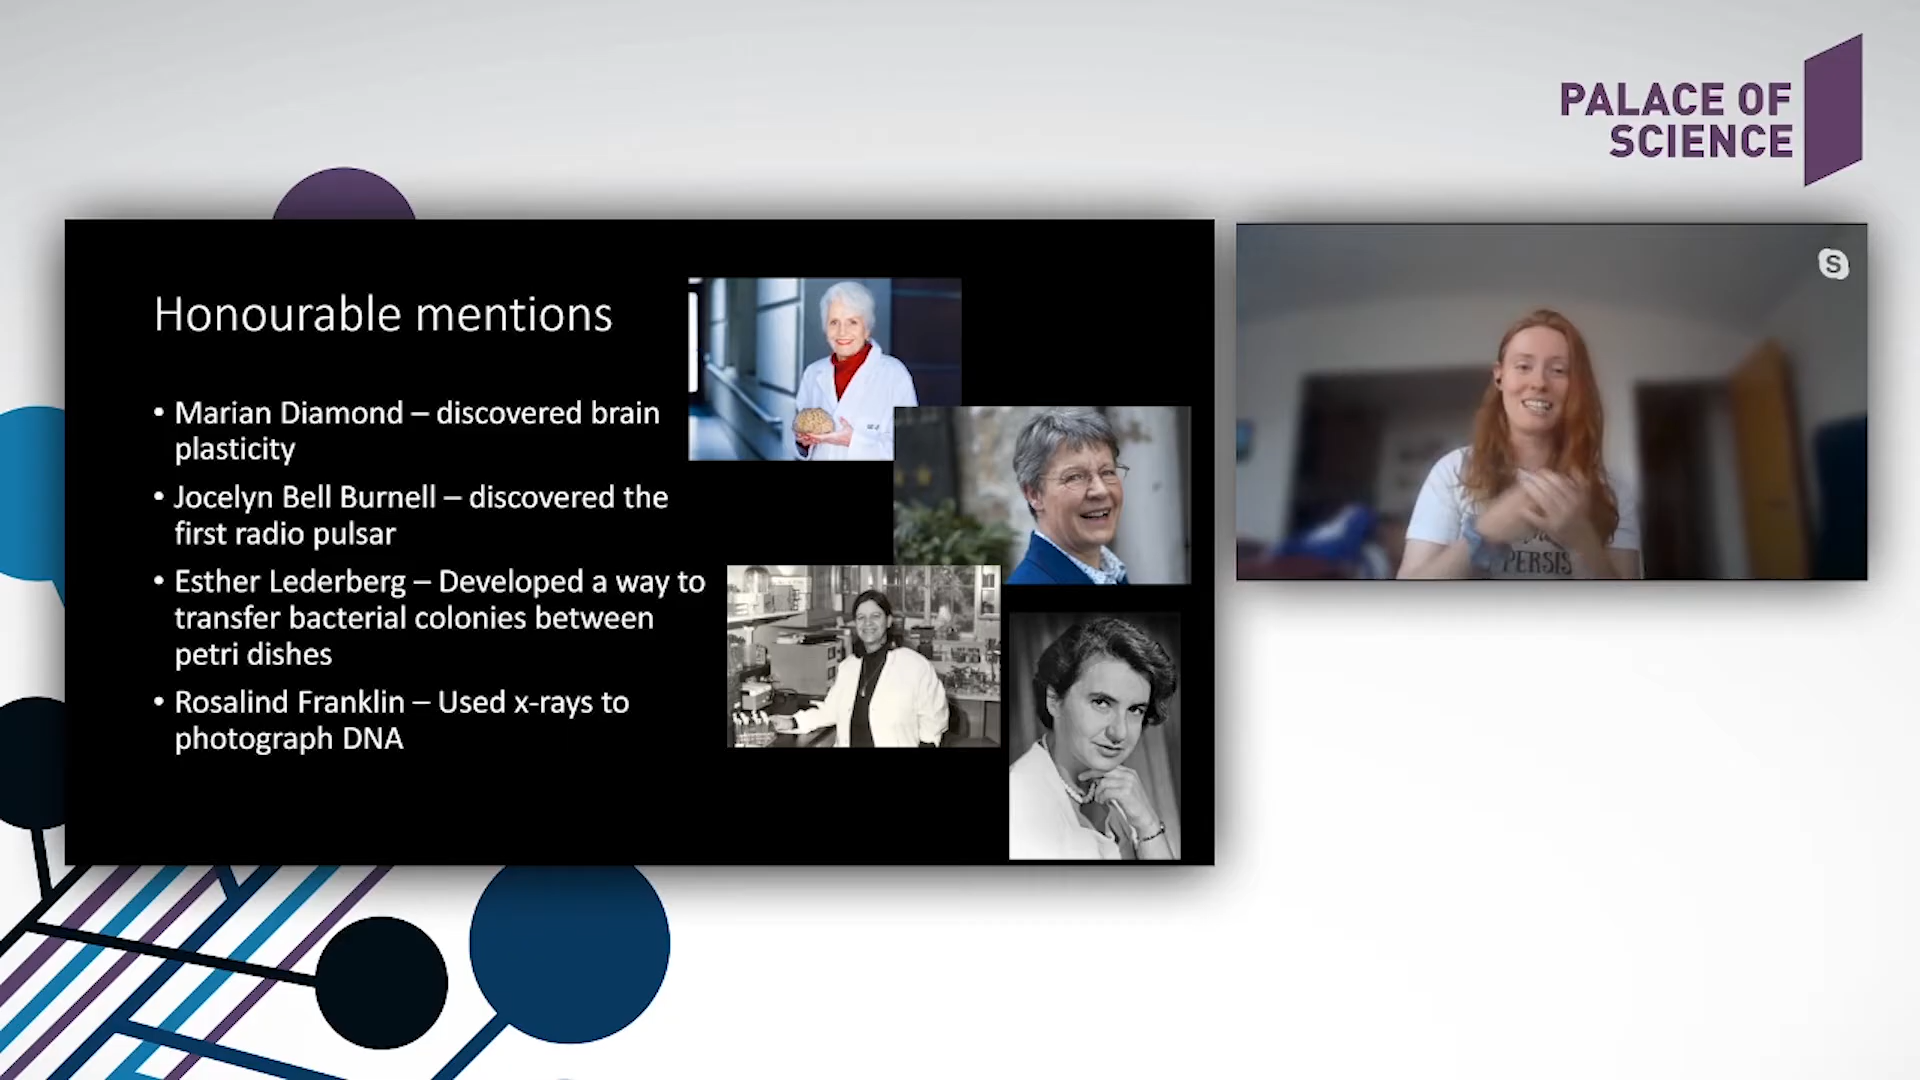 PALACE OF
SCIENCE
Honourable mentions
• Marian Diamond – discovered brain
plasticity
• Jocelyn Bell Burnell – discovered the
first radio pulsar
• Esther Lederberg – Developed a way to
transfer bacterial colonies between
petri dishes
• Rosalind Franklin – Used x-rays to
photograph DNA
S
PERSIS